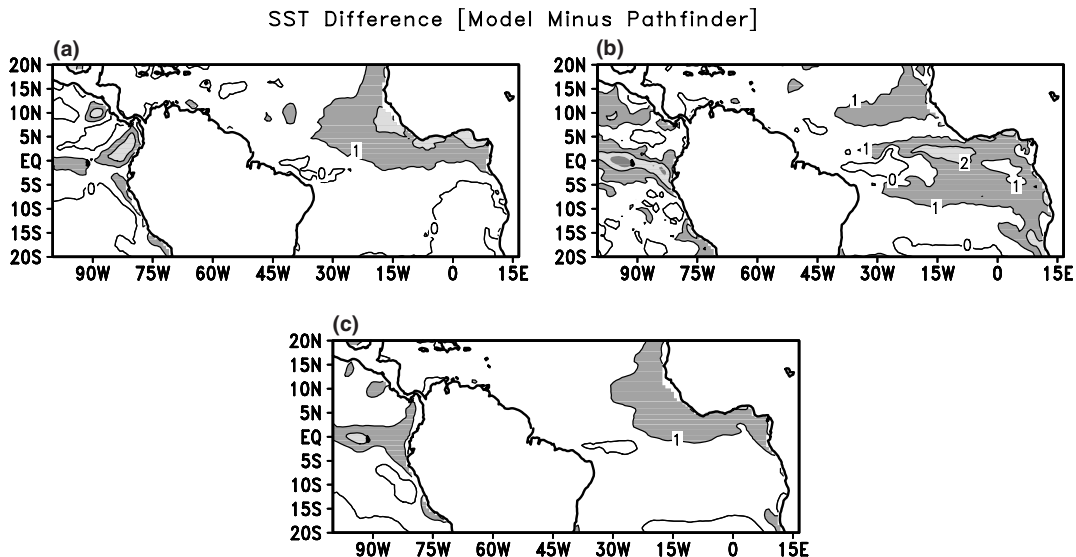 SST Difference [Model Minus Pathfinder]
(a)
20N
15N
10N
5N
EQ
5S
10S
15S
20S
90W 75W 60W 45W 30W 15W 0 15E
1
0
0
0
(b)
20N
15N
10N
5N
EQ
5S
10S
15S
20S
90W 75W 60W 45W 30W 15W 0 15E
1
1
2
0
1
1
0
(c)
20N
15N
10N
5N
EQ
5S
10S
15S
20S
90W 75W 60W 45W 30W 15W 0 15E
1